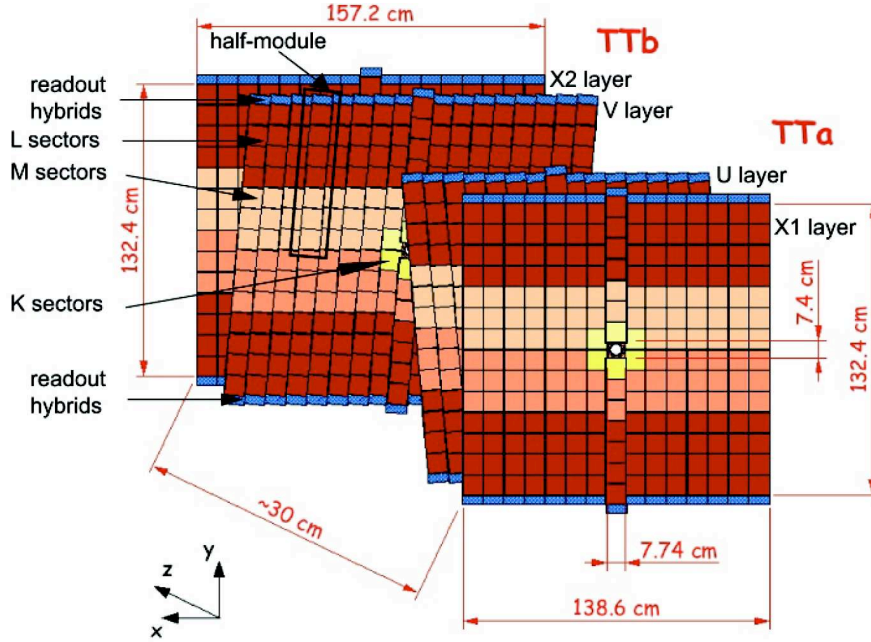 157.2 cm
half-module
TTb
X2 layer
readout
hybrids
V layer
L sectors
TTa
M sectors
U layer
X1 layer
132.4 cm
7.4 cm
K sectors
132.4 cm
readout
hybrids
~30 cm
7.74 cm
y
z
x
138.6 cm